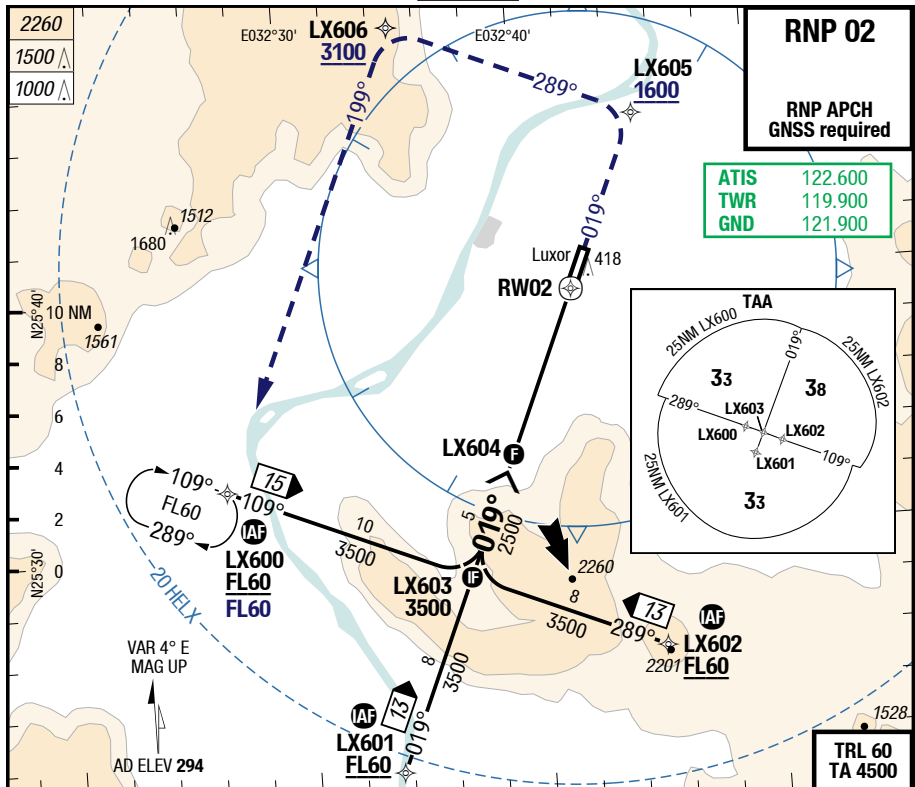 2260
1500
1000
E032°30'
LX606
3100
E032°40'
LX605
1600
RNP 02
RNP APCH
GNSS required
289°
199°
019°
ATIS 122.600
TWR 119.900
GND 121.900
1512
1680
Luxor
418
RW02
N25°40'
10 NM
1561
8
6
4
2
0
N25°30'
TAA
25NM LX600
25NM LX602
25NM LX601
019°
33
38
289°
LX603
LX600
LX602
LX601
109°
33
LX604
F
109°
FL60
289°
109°
15
IAF
LX600
FL60
FL60
10
3500
5
019°
2500
LX603
3500
IF
2260
8
3500
289°
13
IAF
LX602
FL60
2201
20 HELX
8
3500
13
019°
IAF
LX601
FL60
VAR 4° E
MAG UP
AD ELEV 294
1528
TRL 60
TA 4500